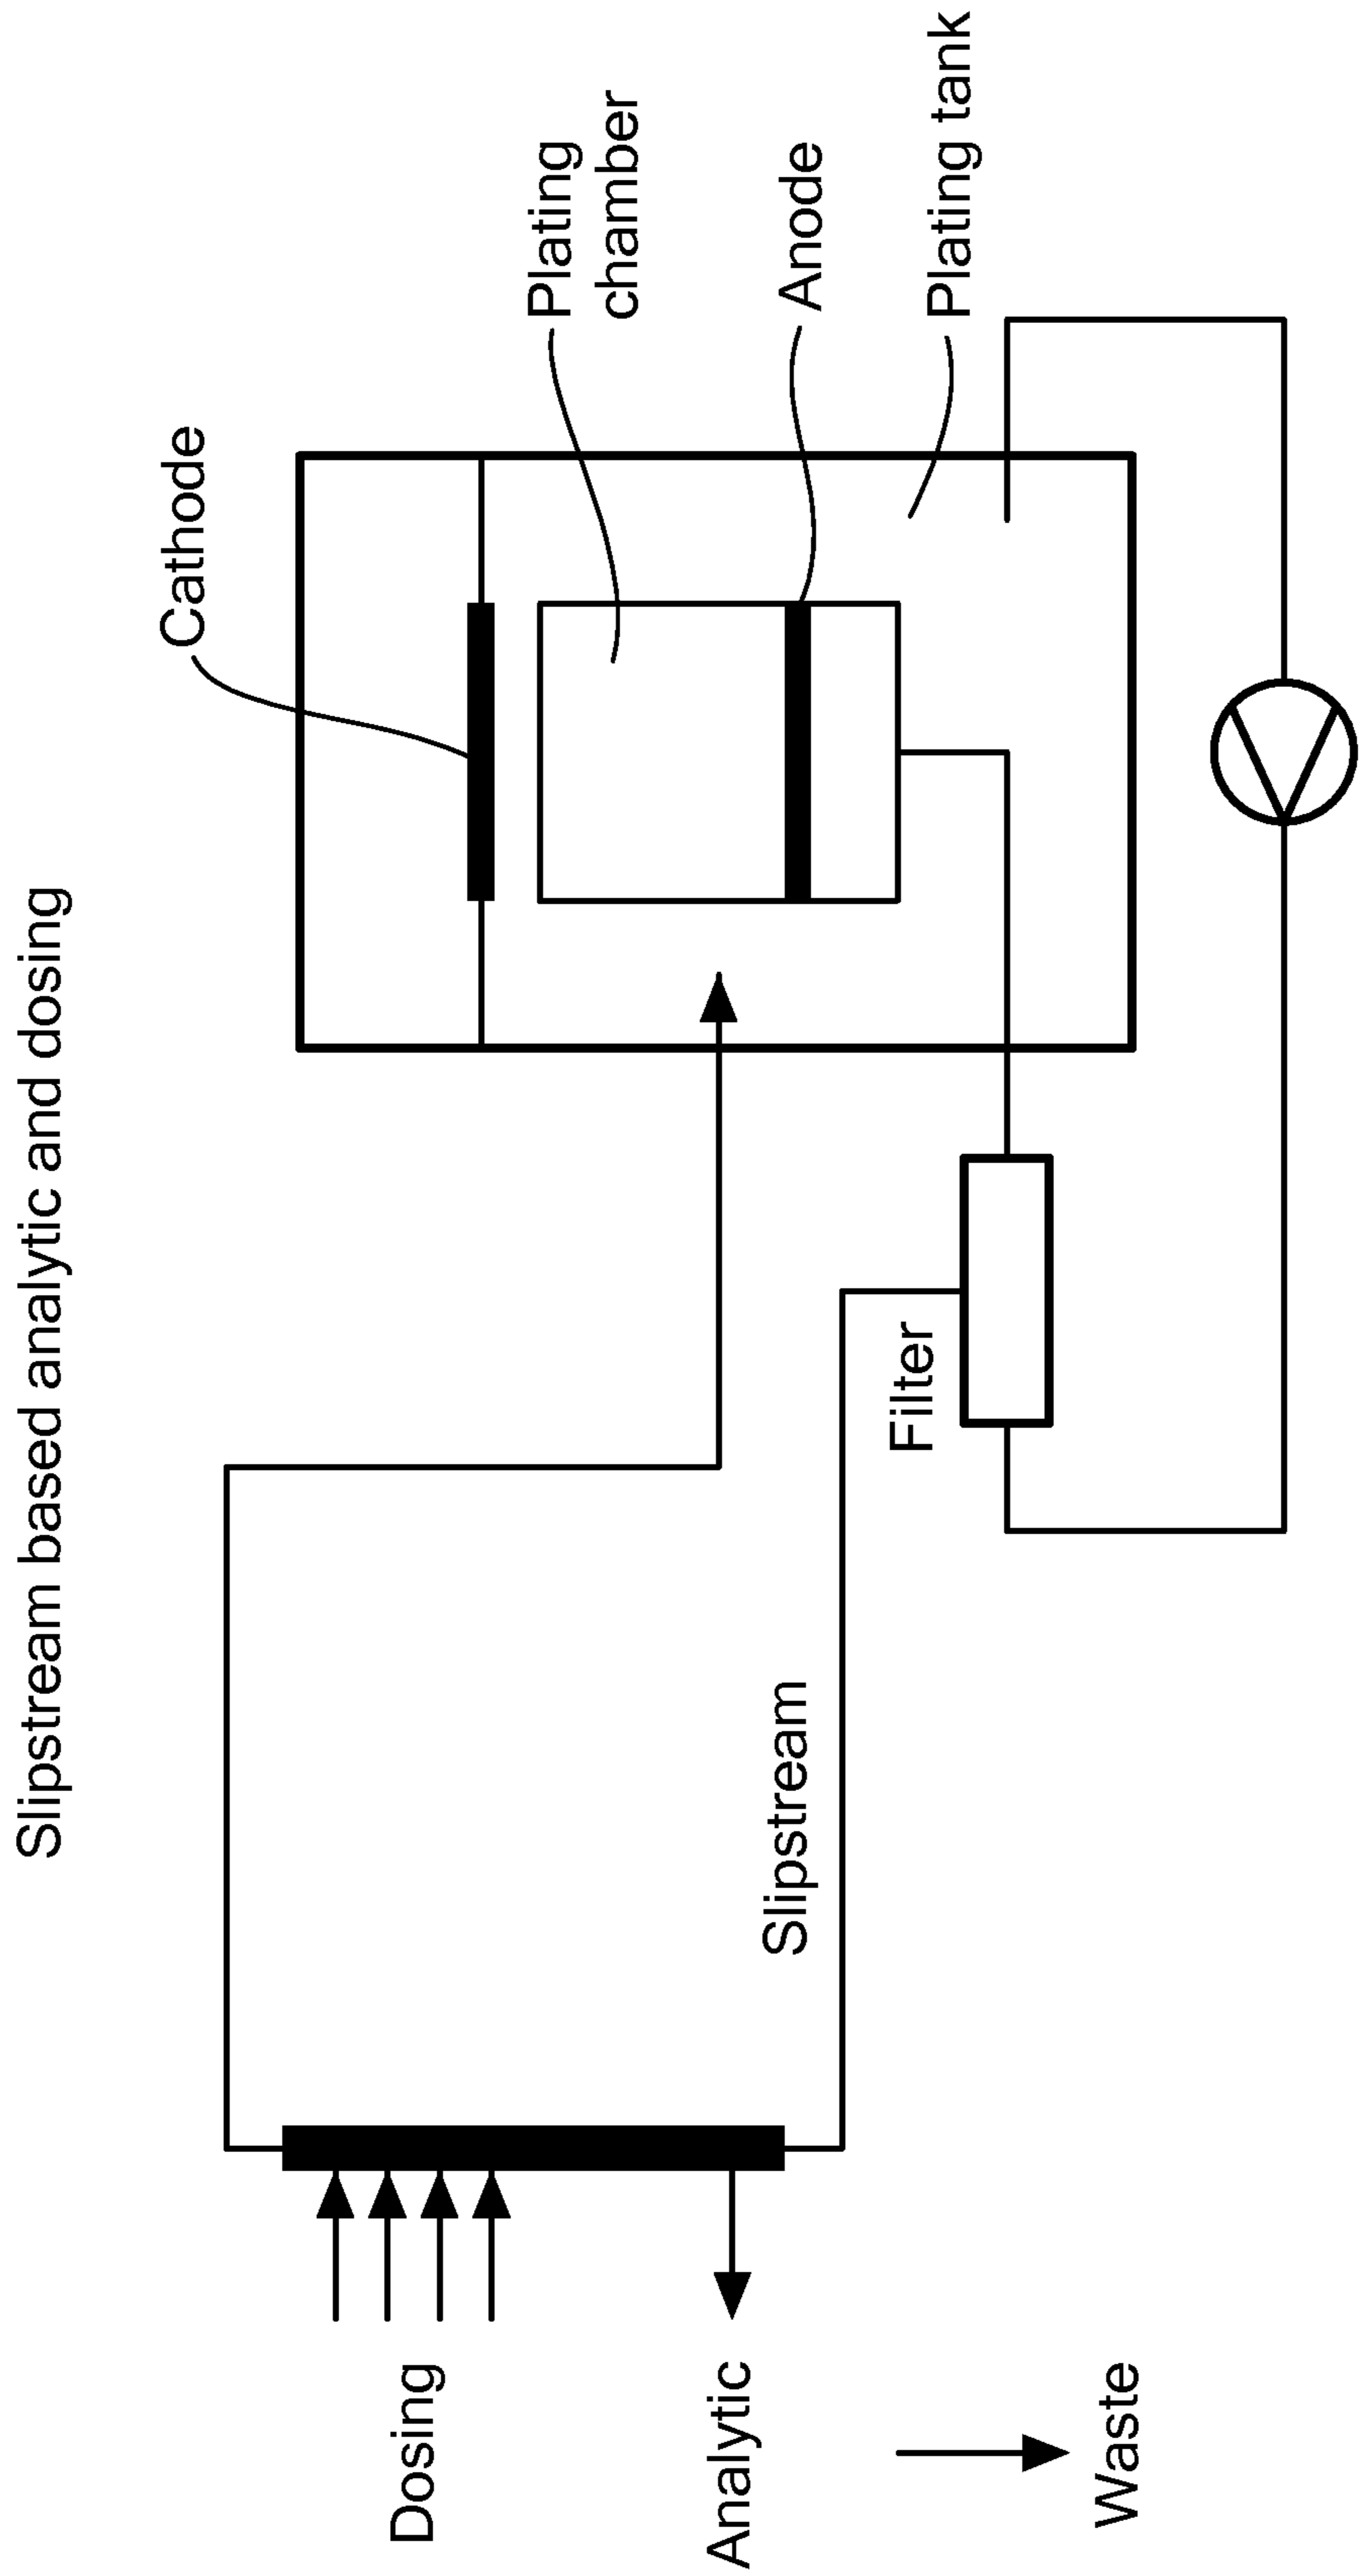 Slipstream based analytic and dosing
Cathode
Plating
chamber
Anode
Plating tank
Dosing
Analytic
Slipstream
Filter
Waste